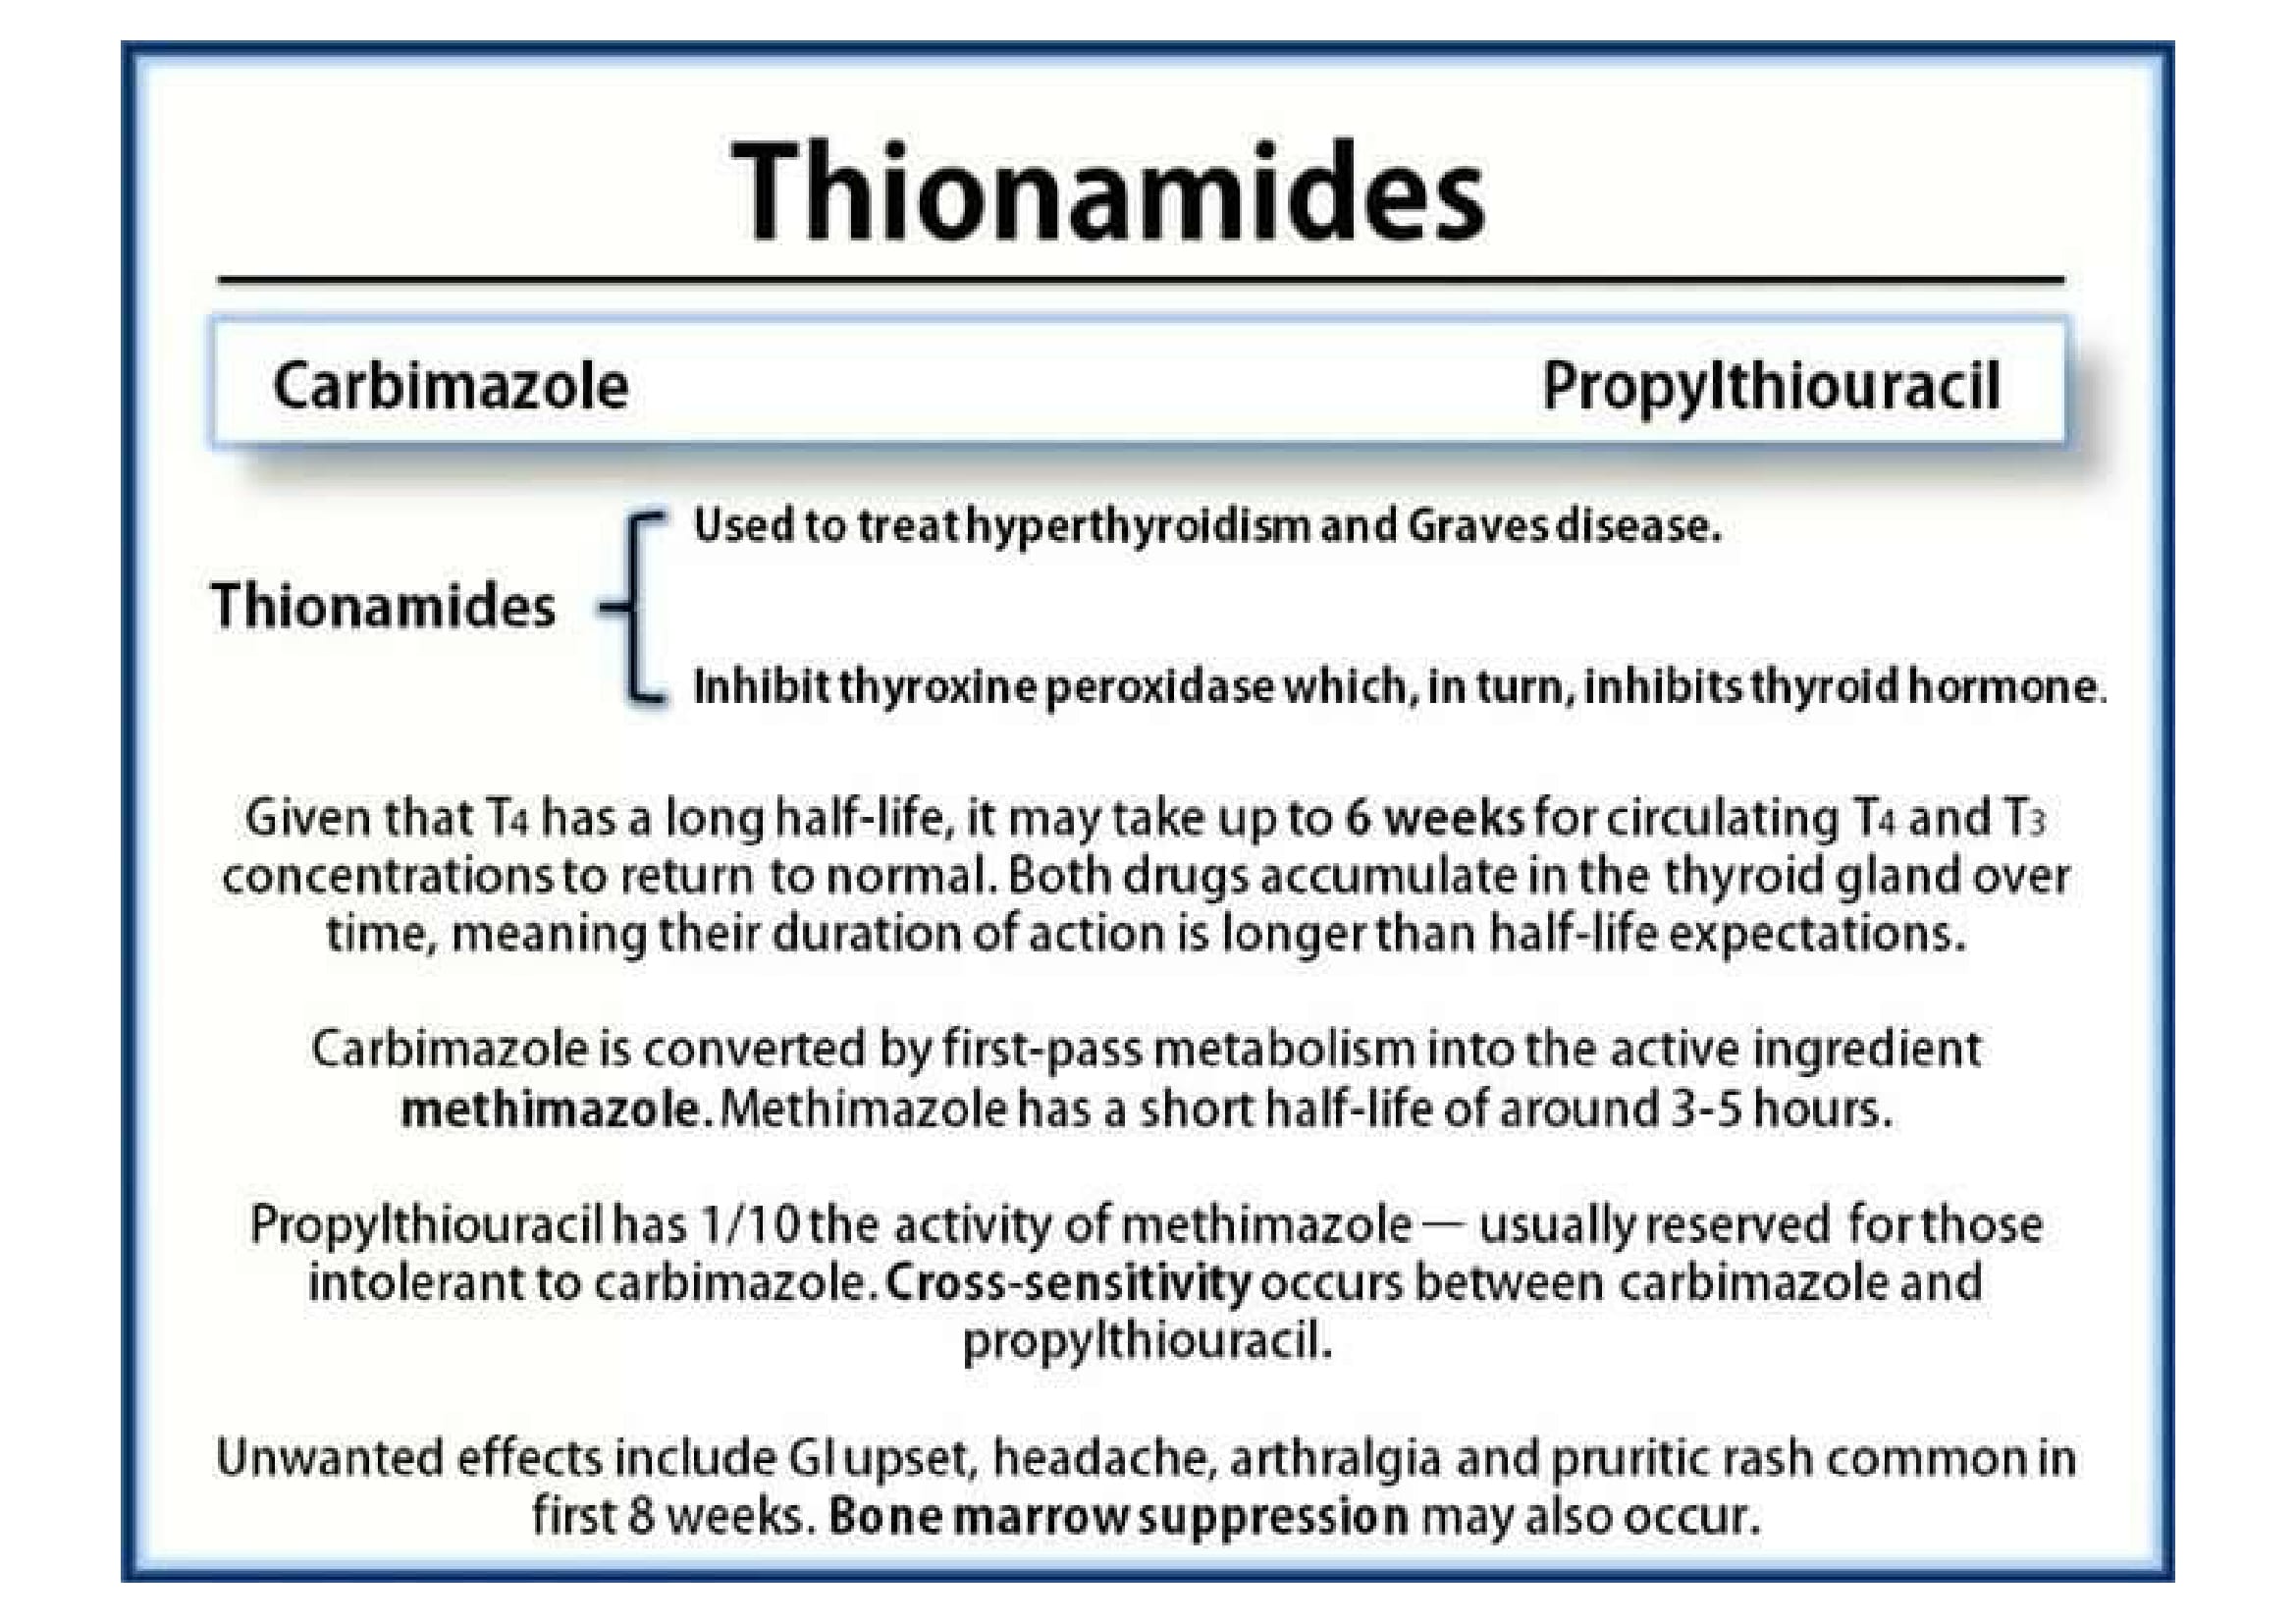 Thionamides
Carbimazole Propylthiouracil
Used to treat hyperthyroidism and Graves disease.
Thionamides
Inhibit thyroxine peroxidase which, in turn, inhibits thyroid hormone.
Given that T4 has a long half-life, it may take up to 6 weeks for circulating T4 and T3
concentrations to return to normal. Both drugs accumulate in the thyroid gland over
time, meaning their duration of action is longer than half-life expectations.
Carbimazole is converted by first-pass metabolism into the active ingredient
methimazole. Methimazole has a short half-life of around 3-5 hours.
Propylthiouracil has 1/10 the activity of methimazole — usually reserved for those
intolerant to carbimazole. Cross-sensitivity occurs between carbimazole and
propylthiouracil.
Unwanted effects include GI upset, headache, arthralgia and pruritic rash common in
first 8 weeks. Bone marrow suppression may also occur.